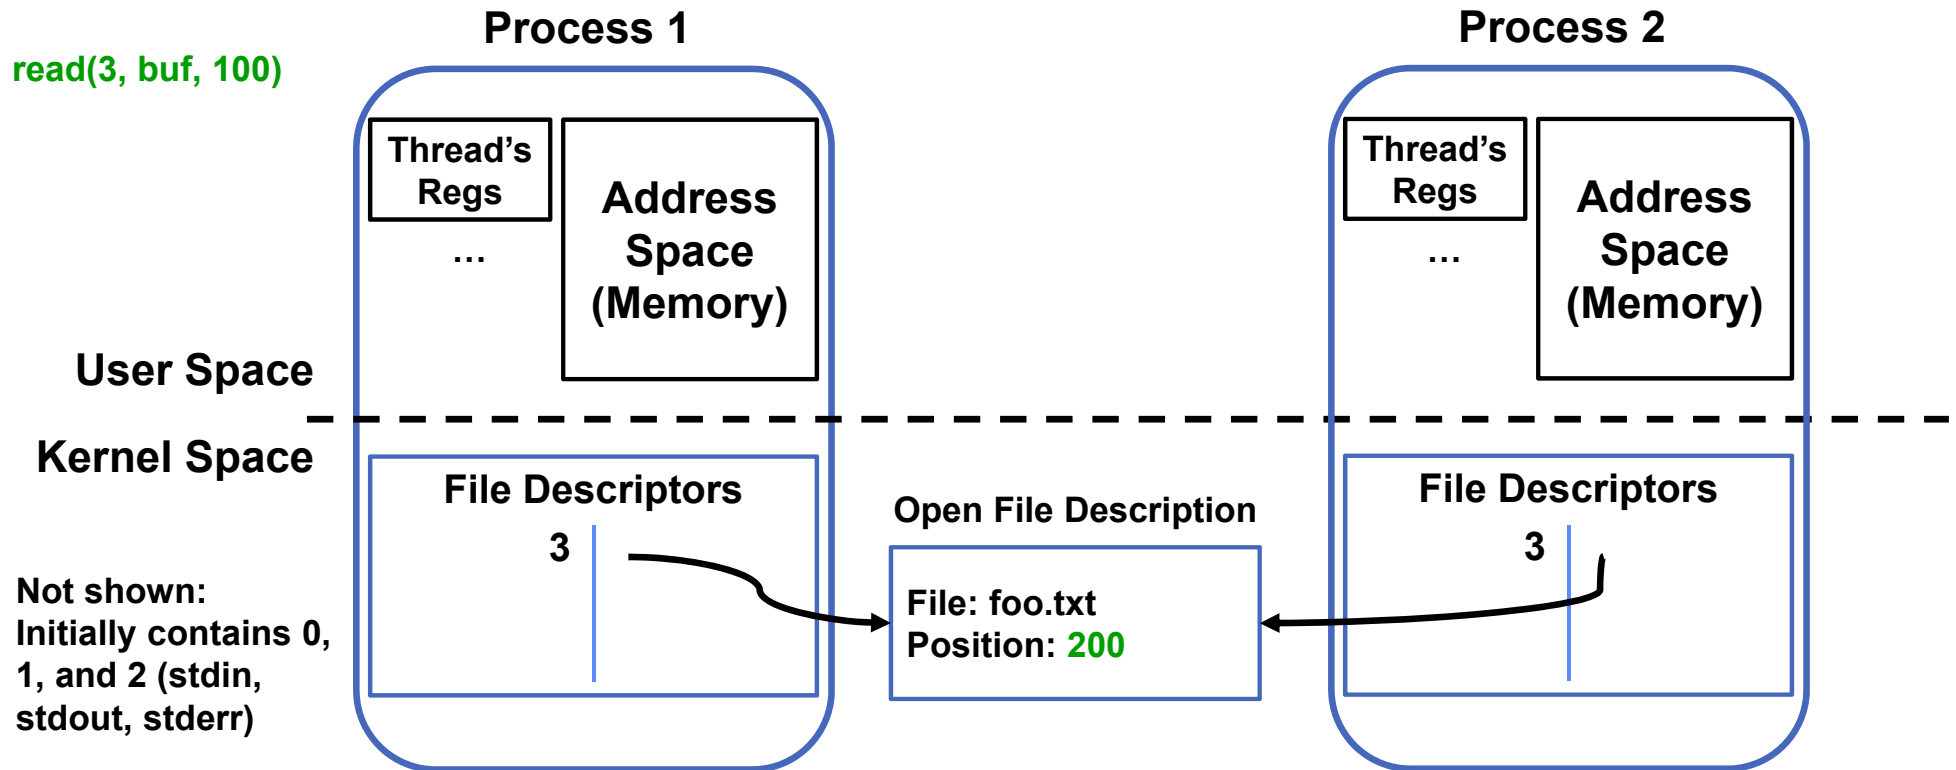 Process 1
Process 2
read(3, buf, 100)
Thread’s
Regs
…
Address
Space
(Memory)
Thread’s
Regs
…
Address
Space
(Memory)
User Space
Kernel Space
File Descriptors
3
Open File Description
File: foo.txt
Position: 200
File Descriptors
3
Not shown:
Initially contains 0,
1, and 2 (stdin,
stdout, stderr)